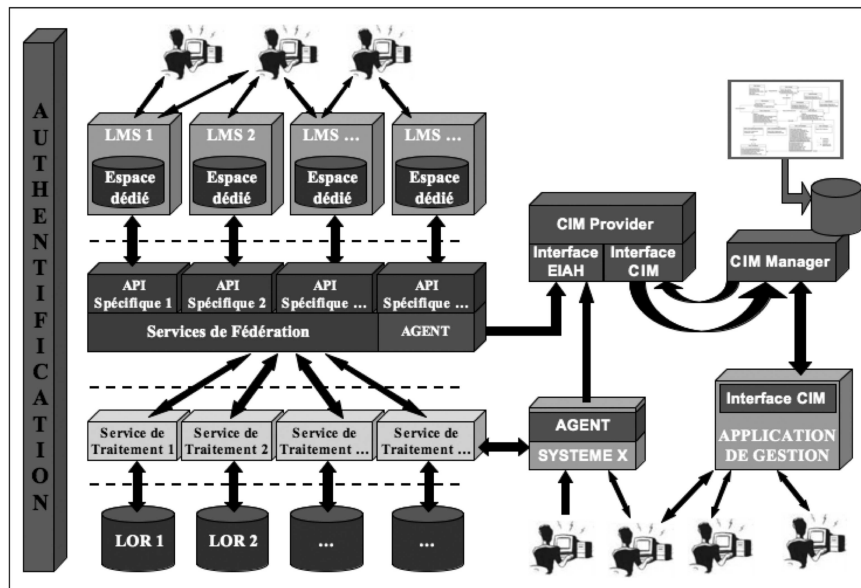 AUTHENTIFICATION
LMS 1
LMS 2
LMS ...
LMS ...
Espace
dédié
Espace
dédié
Espace
dédié
Espace
dédié
API
Spécifique 1
API
Spécifique 2
API
Spécifique ...
API
Spécifique ...
Services de Fédération
AGENT
Service de
Traitement 1
Service de
Traitement 2
Service de
Traitement ...
Service de
Traitement ...
LOR 1
LOR 2
...
...
CIM Provider
Interface
EIAH
Interface
CIM
CIM Manager
AGENT
SYSTEME X
Interface CIM
APPLICATION
DE GESTION